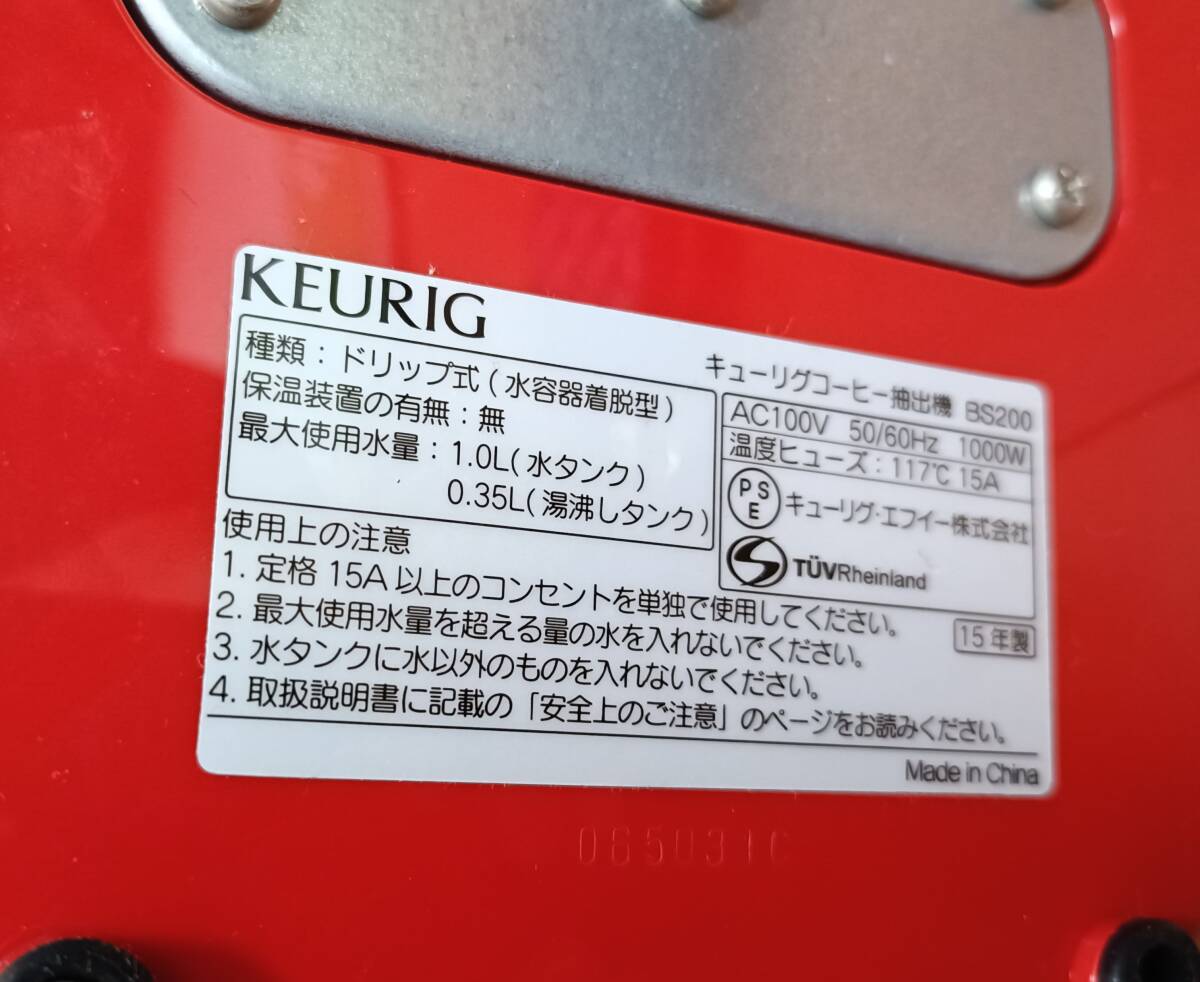 KEURIG
種類：ドリップ式（水容器着脱型）
保温装置の有無：無
最大使用水量：1.0L（水タンク）
0.35L（湯沸しタンク）
キューリグコーヒー抽出機 BS200
AC100V 50/60Hz 1000W
温度ヒューズ：117℃ 15A
PSE キューリグ・エフイー株式会社
TÜVRheinland
使用上の注意
1. 定格15A以上のコンセントを単独で使用してください。
2. 最大使用水量を超える量の水を入れないでください。
15年製
3. 水タンクに水以外のものを入れないでください。
4. 取扱説明書に記載の「安全上のご注意」のページをお読みください。
Made in China
065031C